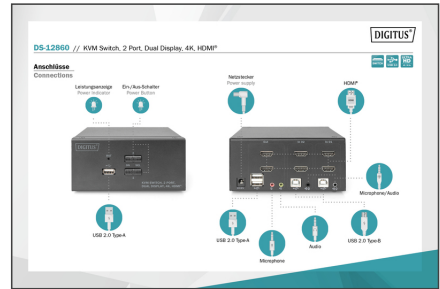 DIGITUS®
DS-12860 // KVM Switch, 2 Port, Dual Display, 4K, HDMI®
Anschlüsse
Connections
Leistungsanzeige
Power Indicator
Ein-/Aus-Schalter
Power Button
Netzstecker
Power supply
HDMI®
DIGITUS
Microphone/Audio
USB 2.0 Type-A
USB 2.0 Type-A
Microphone
Audio
USB 2.0 Type-B